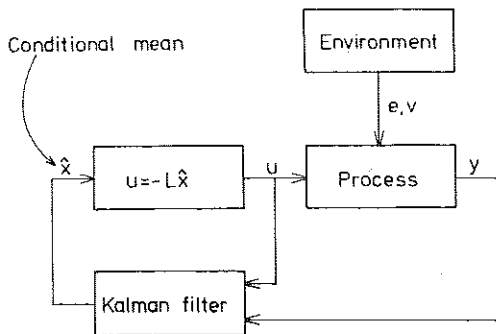 Environment
Conditional mean
e,v
x̂
u=-Lx̂
u
Process
y
Kalman filter